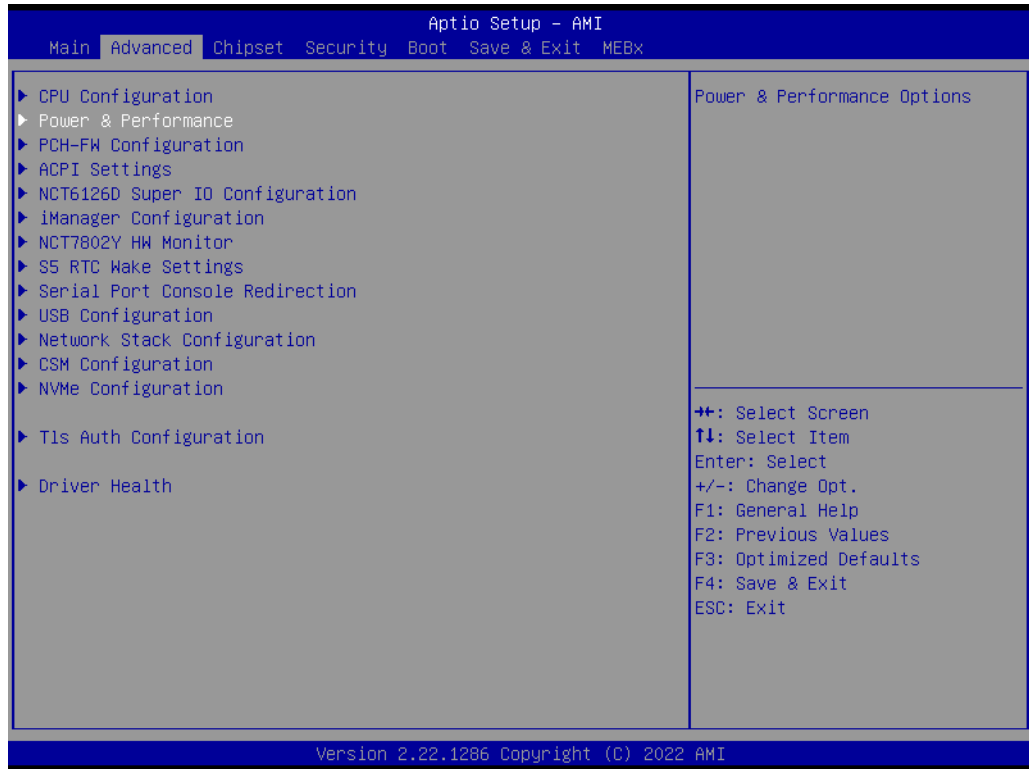 Aptio Setup – AMI
Main Advanced Chipset Security Boot Save & Exit MEBx
CPU Configuration
Power & Performance
PCH-FW Configuration
ACPI Settings
NCT6126D Super IO Configuration
iManager Configuration
NCT7802Y HW Monitor
S5 RTC Wake Settings
Serial Port Console Redirection
USB Configuration
Network Stack Configuration
CSM Configuration
NVMe Configuration
Tls Auth Configuration
Driver Health
Power & Performance Options
→←: Select Screen
↑↓: Select Item
Enter: Select
+/-: Change Opt.
F1: General Help
F2: Previous Values
F3: Optimized Defaults
F4: Save & Exit
ESC: Exit
Version 2.22.1286 Copyright (C) 2022 AMI